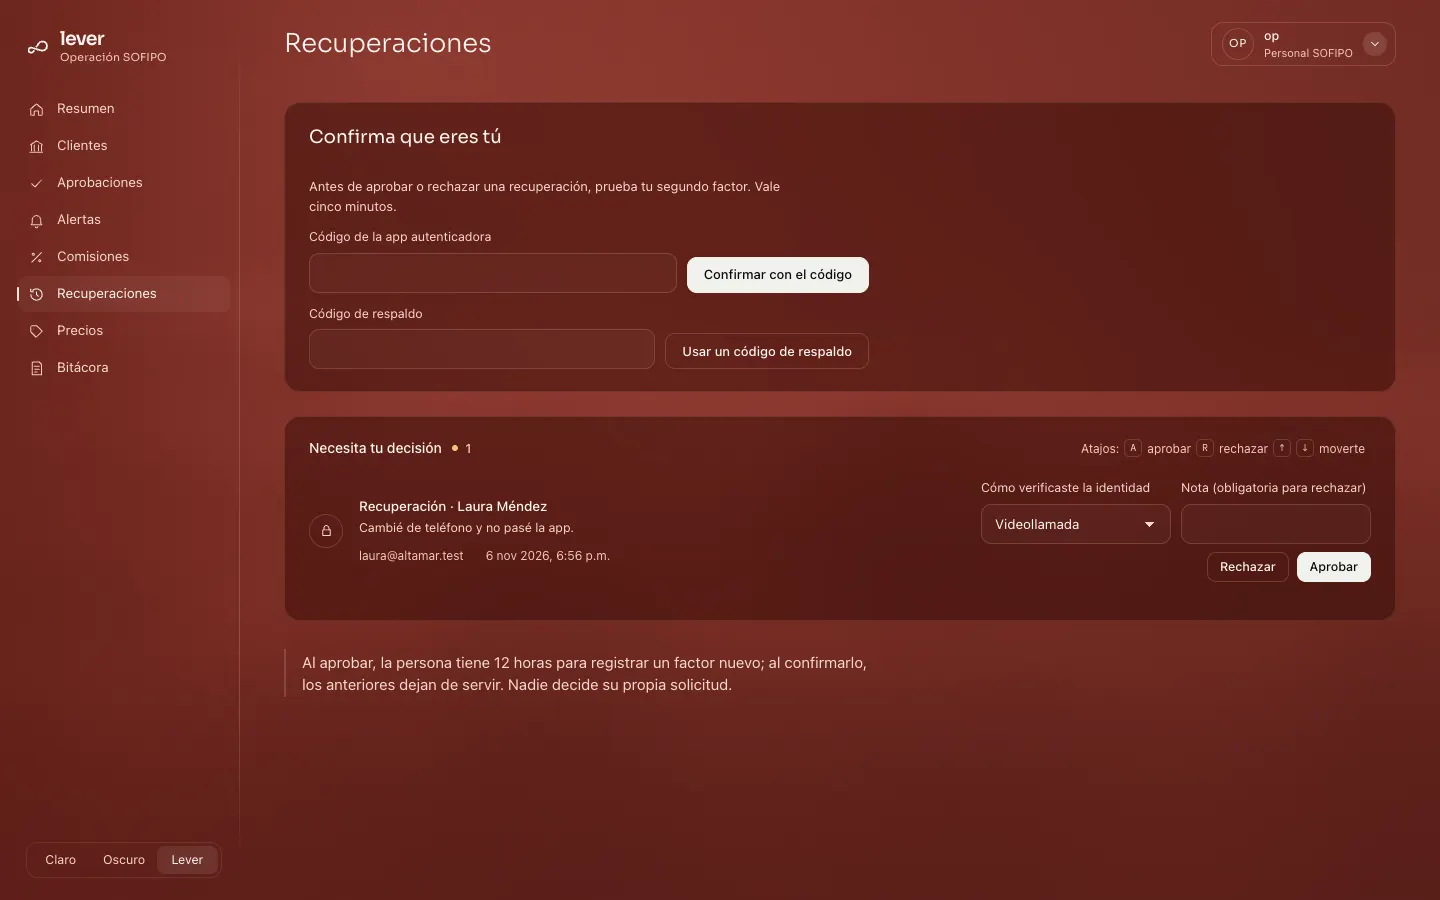 lever
Operación SOFIPO
Resumen
Clientes
Aprobaciones
Alertas
Comisiones
Recuperaciones
Precios
Bitácora
Claro Oscuro Lever
Recuperaciones
OP
op
Personal SOFIPO
Confirma que eres tú
Antes de aprobar o rechazar una recuperación, prueba tu segundo factor. Vale
cinco minutos.
Código de la app autenticadora
Confirmar con el código
Código de respaldo
Usar un código de respaldo
Necesita tu decisión • 1
Atajos: A aprobar R rechazar ↑ ↓ moverte
Recuperación · Laura Méndez
Cambié de teléfono y no pasé la app.
laura@altamar.test 6 nov 2026, 6:56 p.m.
Cómo verificaste la identidad
Videollamada
Nota (obligatoria para rechazar)
Rechazar Aprobar
Al aprobar, la persona tiene 12 horas para registrar un factor nuevo; al confirmarlo,
los anteriores dejan de servir. Nadie decide su propia solicitud.